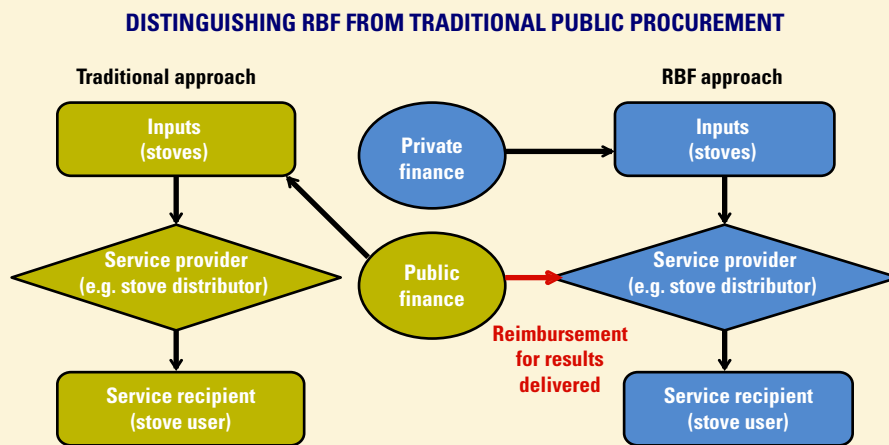 DISTINGUISHING RBF FROM TRADITIONAL PUBLIC PROCUREMENT
Traditional approach
RBF approach
Inputs
(stoves)
Private
finance
Inputs
(stoves)
Service provider
(e.g. stove distributor)
Public
finance
Service provider
(e.g. stove distributor)
Reimbursement
for results
delivered
Service recipient
(stove user)
Service recipient
(stove user)